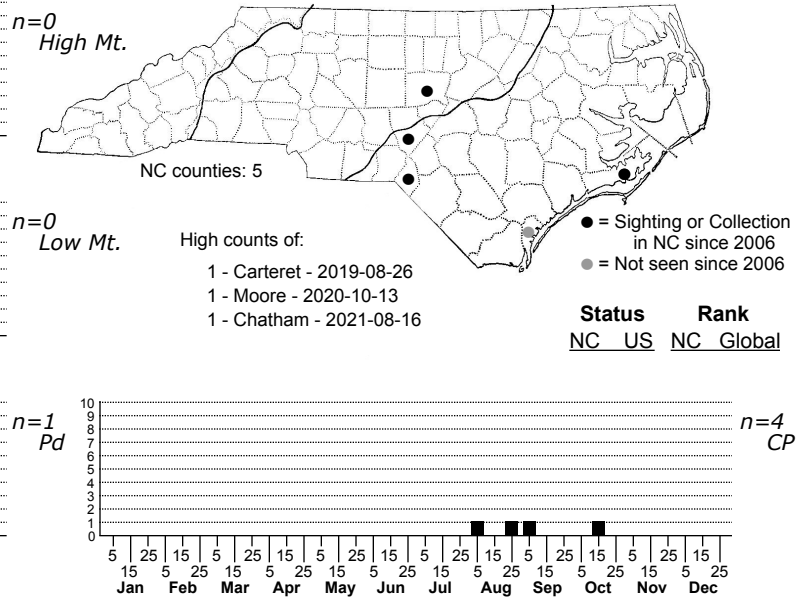 n=0
High Mt.
NC counties: 5
n=0
Low Mt.
High counts of:
1 - Carteret - 2019-08-26
1 - Moore - 2020-10-13
1 - Chatham - 2021-08-16
= Sighting or Collection
in NC since 2006
= Not seen since 2006
Status Rank
NC US NC Global
n=1
Pd
n=4
CP
10
9
8
7
6
5
4
3
2
1
0
5 25 15 5 25 15 5 25 15 5 25 15 5 25 15 5 25 15
15 5 25 15 5 25 15 5 25 15 5 25 15 5 25 15 5 25
Jan Feb Mar Apr May Jun Jul Aug Sep Oct Nov Dec